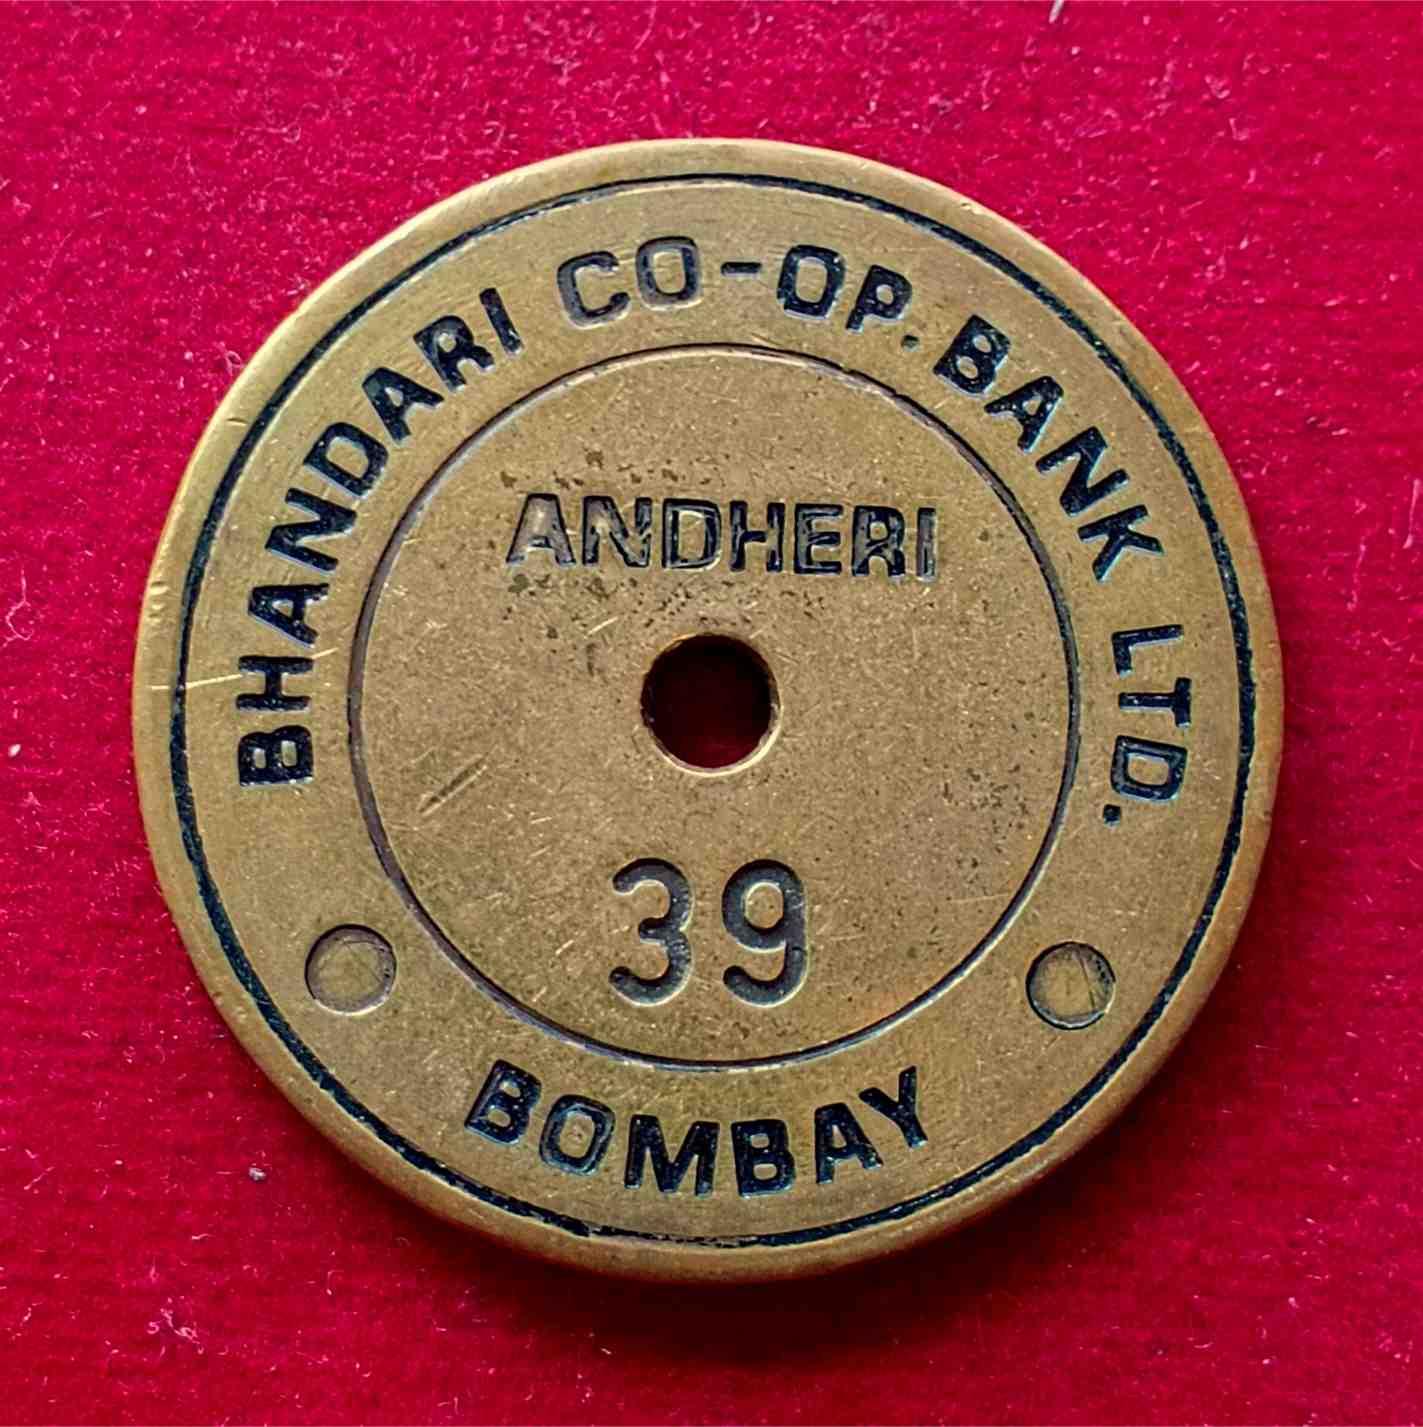 BHANDARI CO-OP. BANK LTD.
ANDHERI
39
BOMBAY